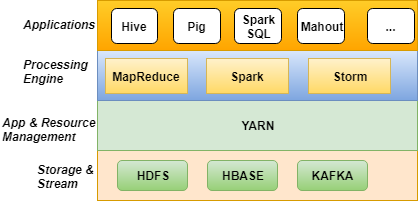 Applications
Hive
Pig
Spark
SQL
Mahout
...
Processing
Engine
MapReduce
Spark
Storm
App & Resource
Management
YARN
Storage &
Stream
HDFS
HBASE
KAFKA